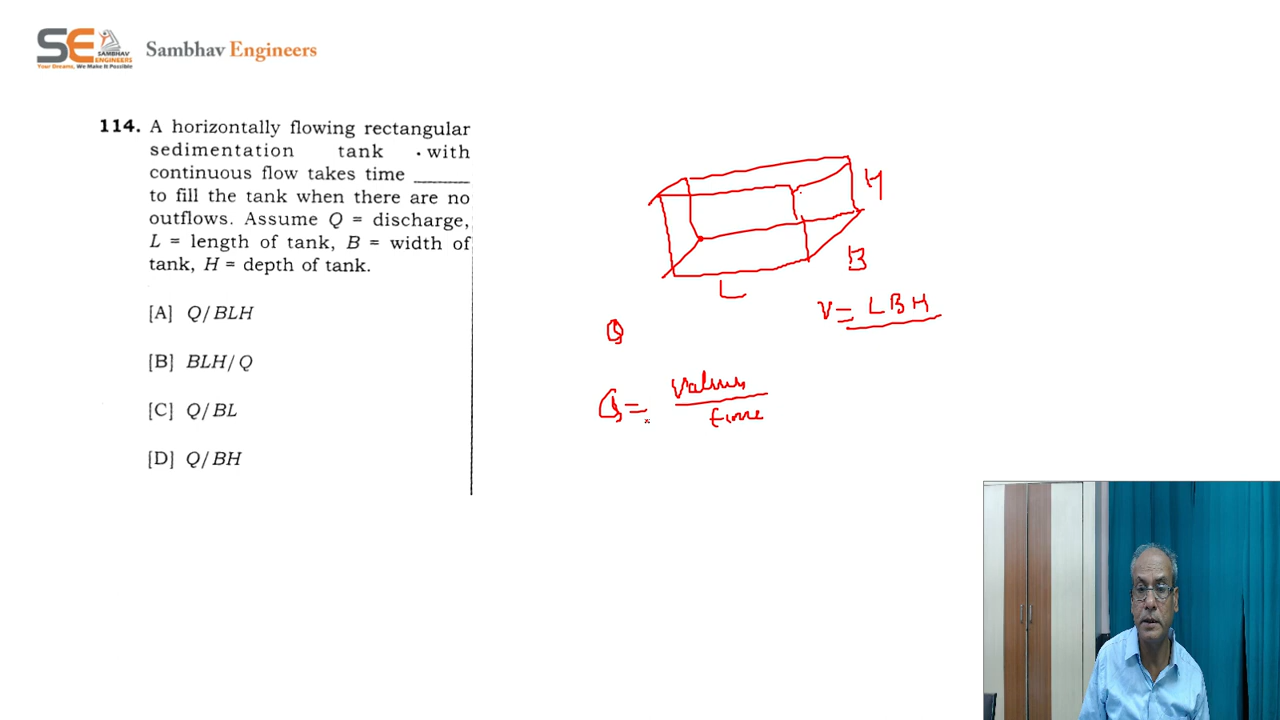 SE
SAMBHAV
ENGINEERS
Your Dreams, We Make It Possible
Sambhav Engineers
114. A horizontally flowing rectangular
sedimentation tank with
continuous flow takes time ______
to fill the tank when there are no
outflows. Assume Q = discharge,
L = length of tank, B = width of
tank, H = depth of tank.
[A] Q/BLH
[B] BLH/Q
[C] Q/BL
[D] Q/BH
H
B
L
V = LBH
Q
Q =
time